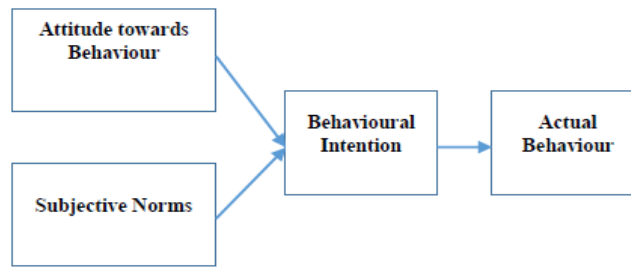 Attitude towards
Behaviour
Behavioural
Intention
Actual
Behaviour
Subjective Norms